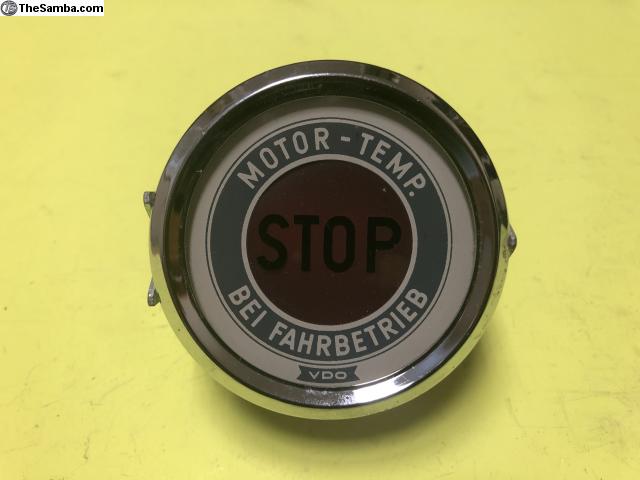 TheSamba.com
MOTOR-TEMP.
STOP
BEI FAHRBETRIEB
VDO